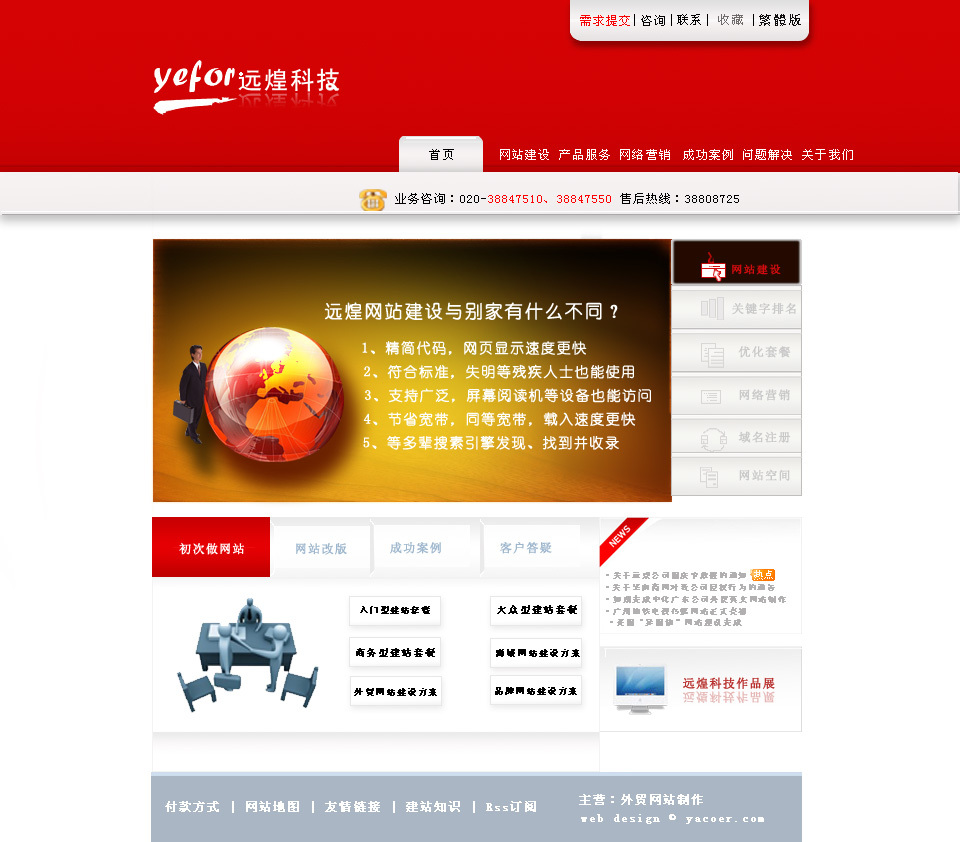 需求提交 | 咨询 | 联系 | 收藏 | 繁體版
yefor 远煌科技
首页 网站建设 产品服务 网络营销 成功案例 问题解决 关于我们
业务咨询：020-38847510、38847550 售后热线：38808725
远煌网站建设与别家有什么不同？
1、精简代码，网页显示速度更快
2、符合标准，失明等残疾人士也能使用
3、支持广泛，屏幕阅读机等设备也能访问
4、节省宽带，同等宽带，载入速度更快
5、等多辈搜素引擎发现、找到并收录
网站建设
关键字排名
优化套餐
网络营销
域名注册
网站空间
初次做网站 网站改版 成功案例 客户答疑
NEWS
热点
入门型建站套餐 大众型建站套餐
商务型建站套餐 商城网站建设方案
外贸网站建设方案 品牌网站建设方案
远煌科技作品展
付款方式 | 网站地图 | 友情链接 | 建站知识 | Rss订阅
主营：外贸网站制作
web design © yacoer.com